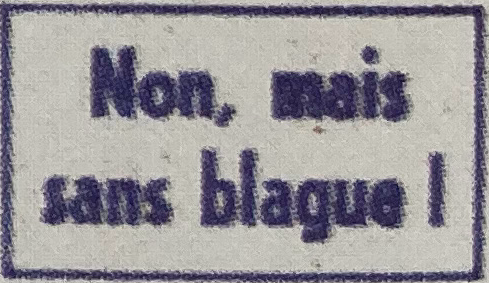 Non, mais
sans blague !